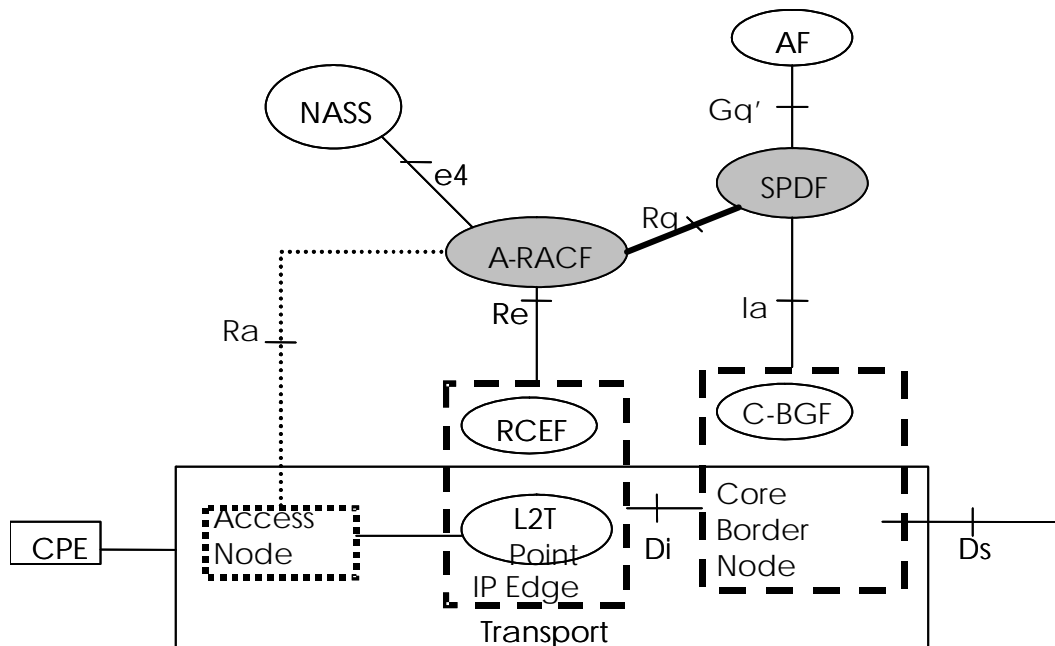 AF
Gq'
NASS
e4
SPDF
Rq
A-RACF
Re
Ia
Ra
C-BGF
RCEF
Access
Node
L2T
Point
IP Edge
Core
Border
Node
CPE
Di
Ds
Transport